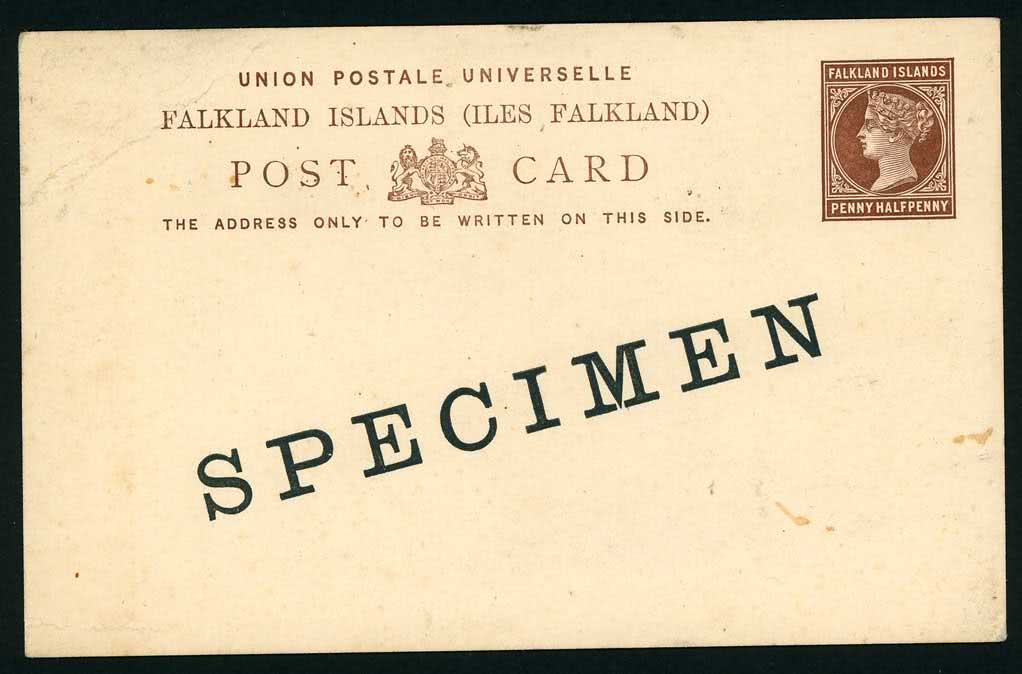 UNION POSTALE UNIVERSELLE
FALKLAND ISLANDS (ILES FALKLAND)
POST CARD
THE ADDRESS ONLY TO BE WRITTEN ON THIS SIDE.
FALKLAND ISLANDS
PENNY HALFPENNY
SPECIMEN